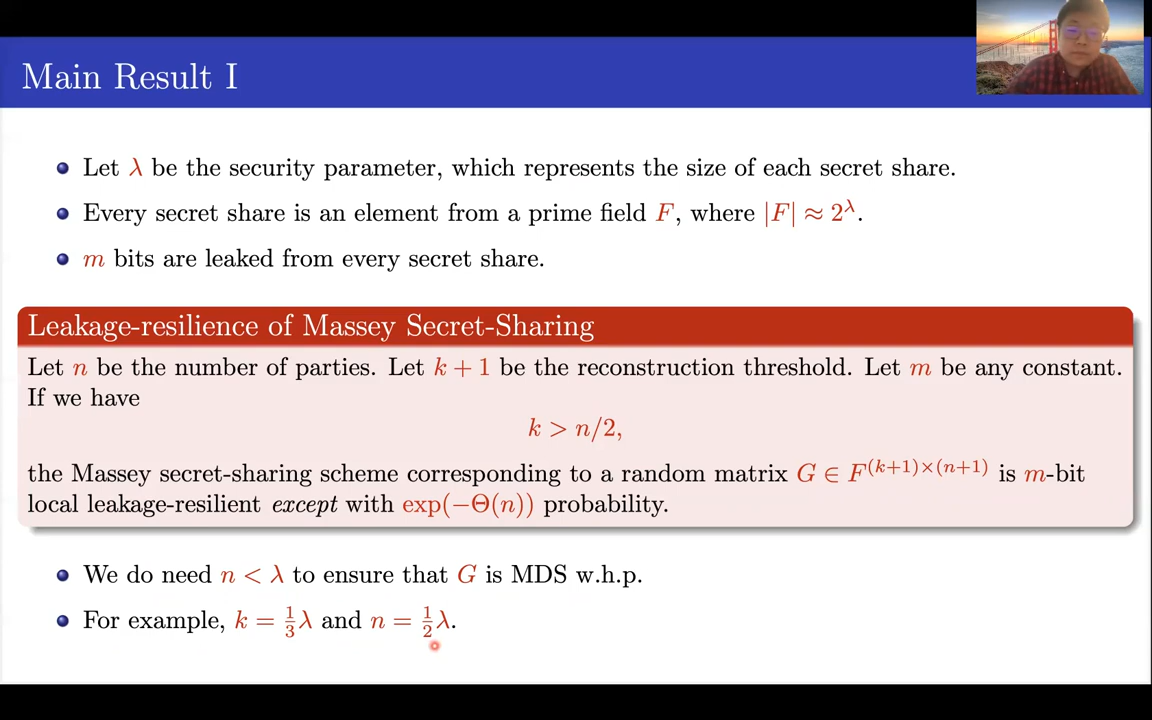 Main Result I
Let λ be the security parameter, which represents the size of each secret share.
Every secret share is an element from a prime field F, where |F| ≈ 2^λ.
m bits are leaked from every secret share.
Leakage-resilience of Massey Secret-Sharing
Let n be the number of parties. Let k + 1 be the reconstruction threshold. Let m be any constant.
If we have
k > n/2,
the Massey secret-sharing scheme corresponding to a random matrix G ∈ F^{(k+1)×(n+1)} is m-bit
local leakage-resilient except with exp(−Θ(n)) probability.
We do need n < λ to ensure that G is MDS w.h.p.
For example, k = \frac{1}{3}λ and n = \frac{1}{2}λ.